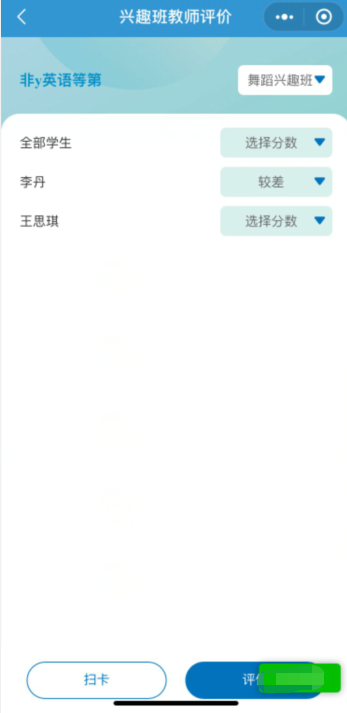 兴趣班教师评价
非y英语等第
舞蹈兴趣班
全部学生
选择分数
李丹
较差
王思琪
选择分数
扫卡
评